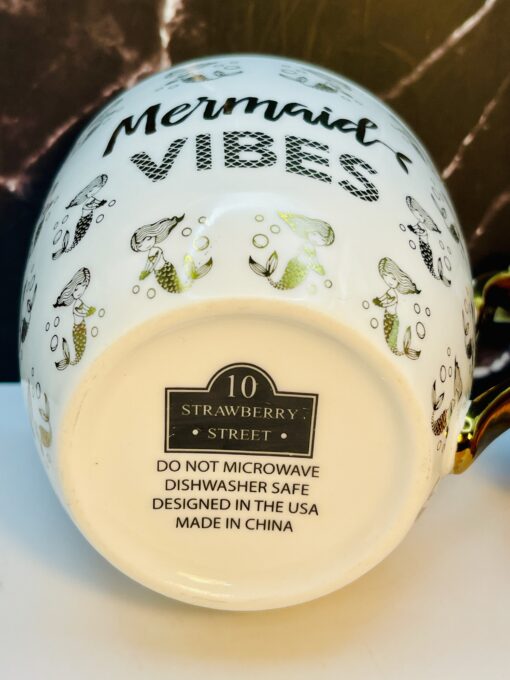 Mermaid
VIBES
10
STRAWBERRY
• STREET •
DO NOT MICROWAVE
DISHWASHER SAFE
DESIGNED IN THE USA
MADE IN CHINA